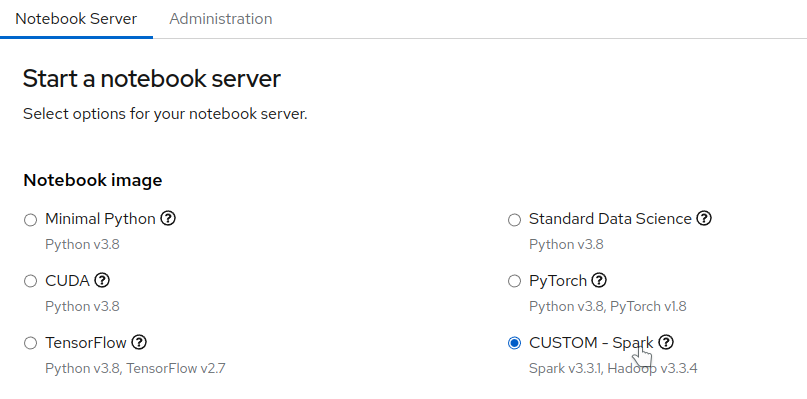 Notebook Server Administration
Start a notebook server
Select options for your notebook server.
Notebook image
Minimal Python ?
Python v3.8
Standard Data Science ?
Python v3.8
CUDA ?
Python v3.8
PyTorch ?
Python v3.8, PyTorch v1.8
TensorFlow ?
Python v3.8, TensorFlow v2.7
CUSTOM - Spark ?
Spark v3.3.1, Hadoop v3.3.4